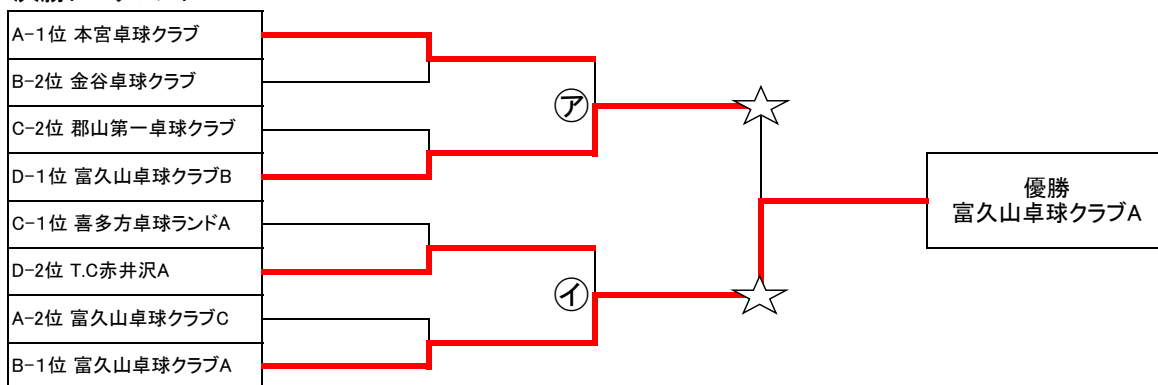 A-1位 本宮卓球クラブ
B-2位 金谷卓球クラブ
C-2位 郡山第一卓球クラブ
D-1位 富久山卓球クラブB
C-1位 喜多方卓球ランドA
D-2位 T.C赤井沢A
A-2位 富久山卓球クラブC
B-1位 富久山卓球クラブA
㋐
㋑
優勝
富久山卓球クラブA